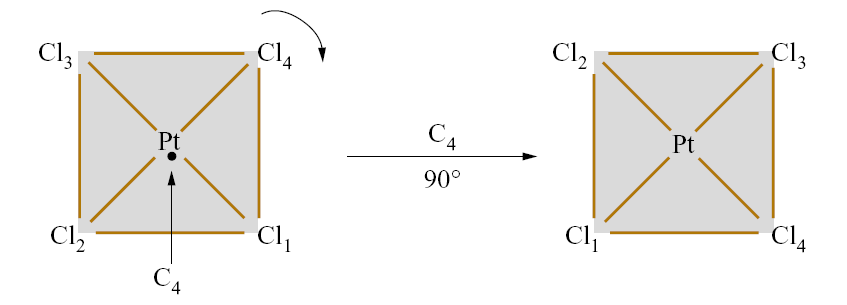 Cl₃ Cl₄
Pt
Cl₂ Cl₁
C₄
C₄
90°
Cl₂ Cl₃
Pt
Cl₁ Cl₄